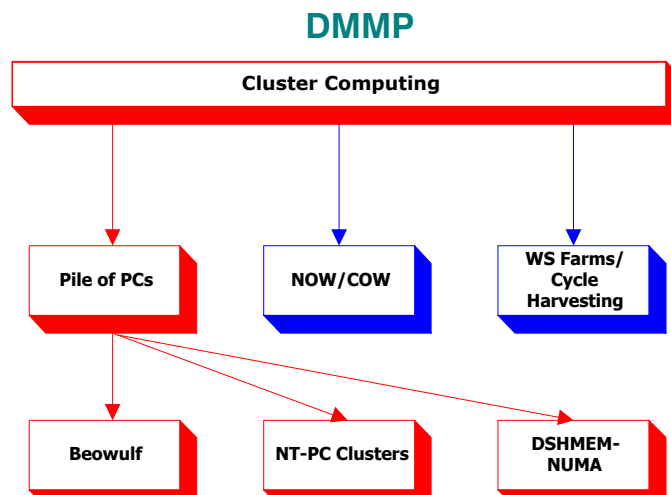 DMMP
Cluster Computing
Pile of PCs
NOW/COW
WS Farms/
Cycle
Harvesting
Beowulf
NT-PC Clusters
DSHMEM-
NUMA